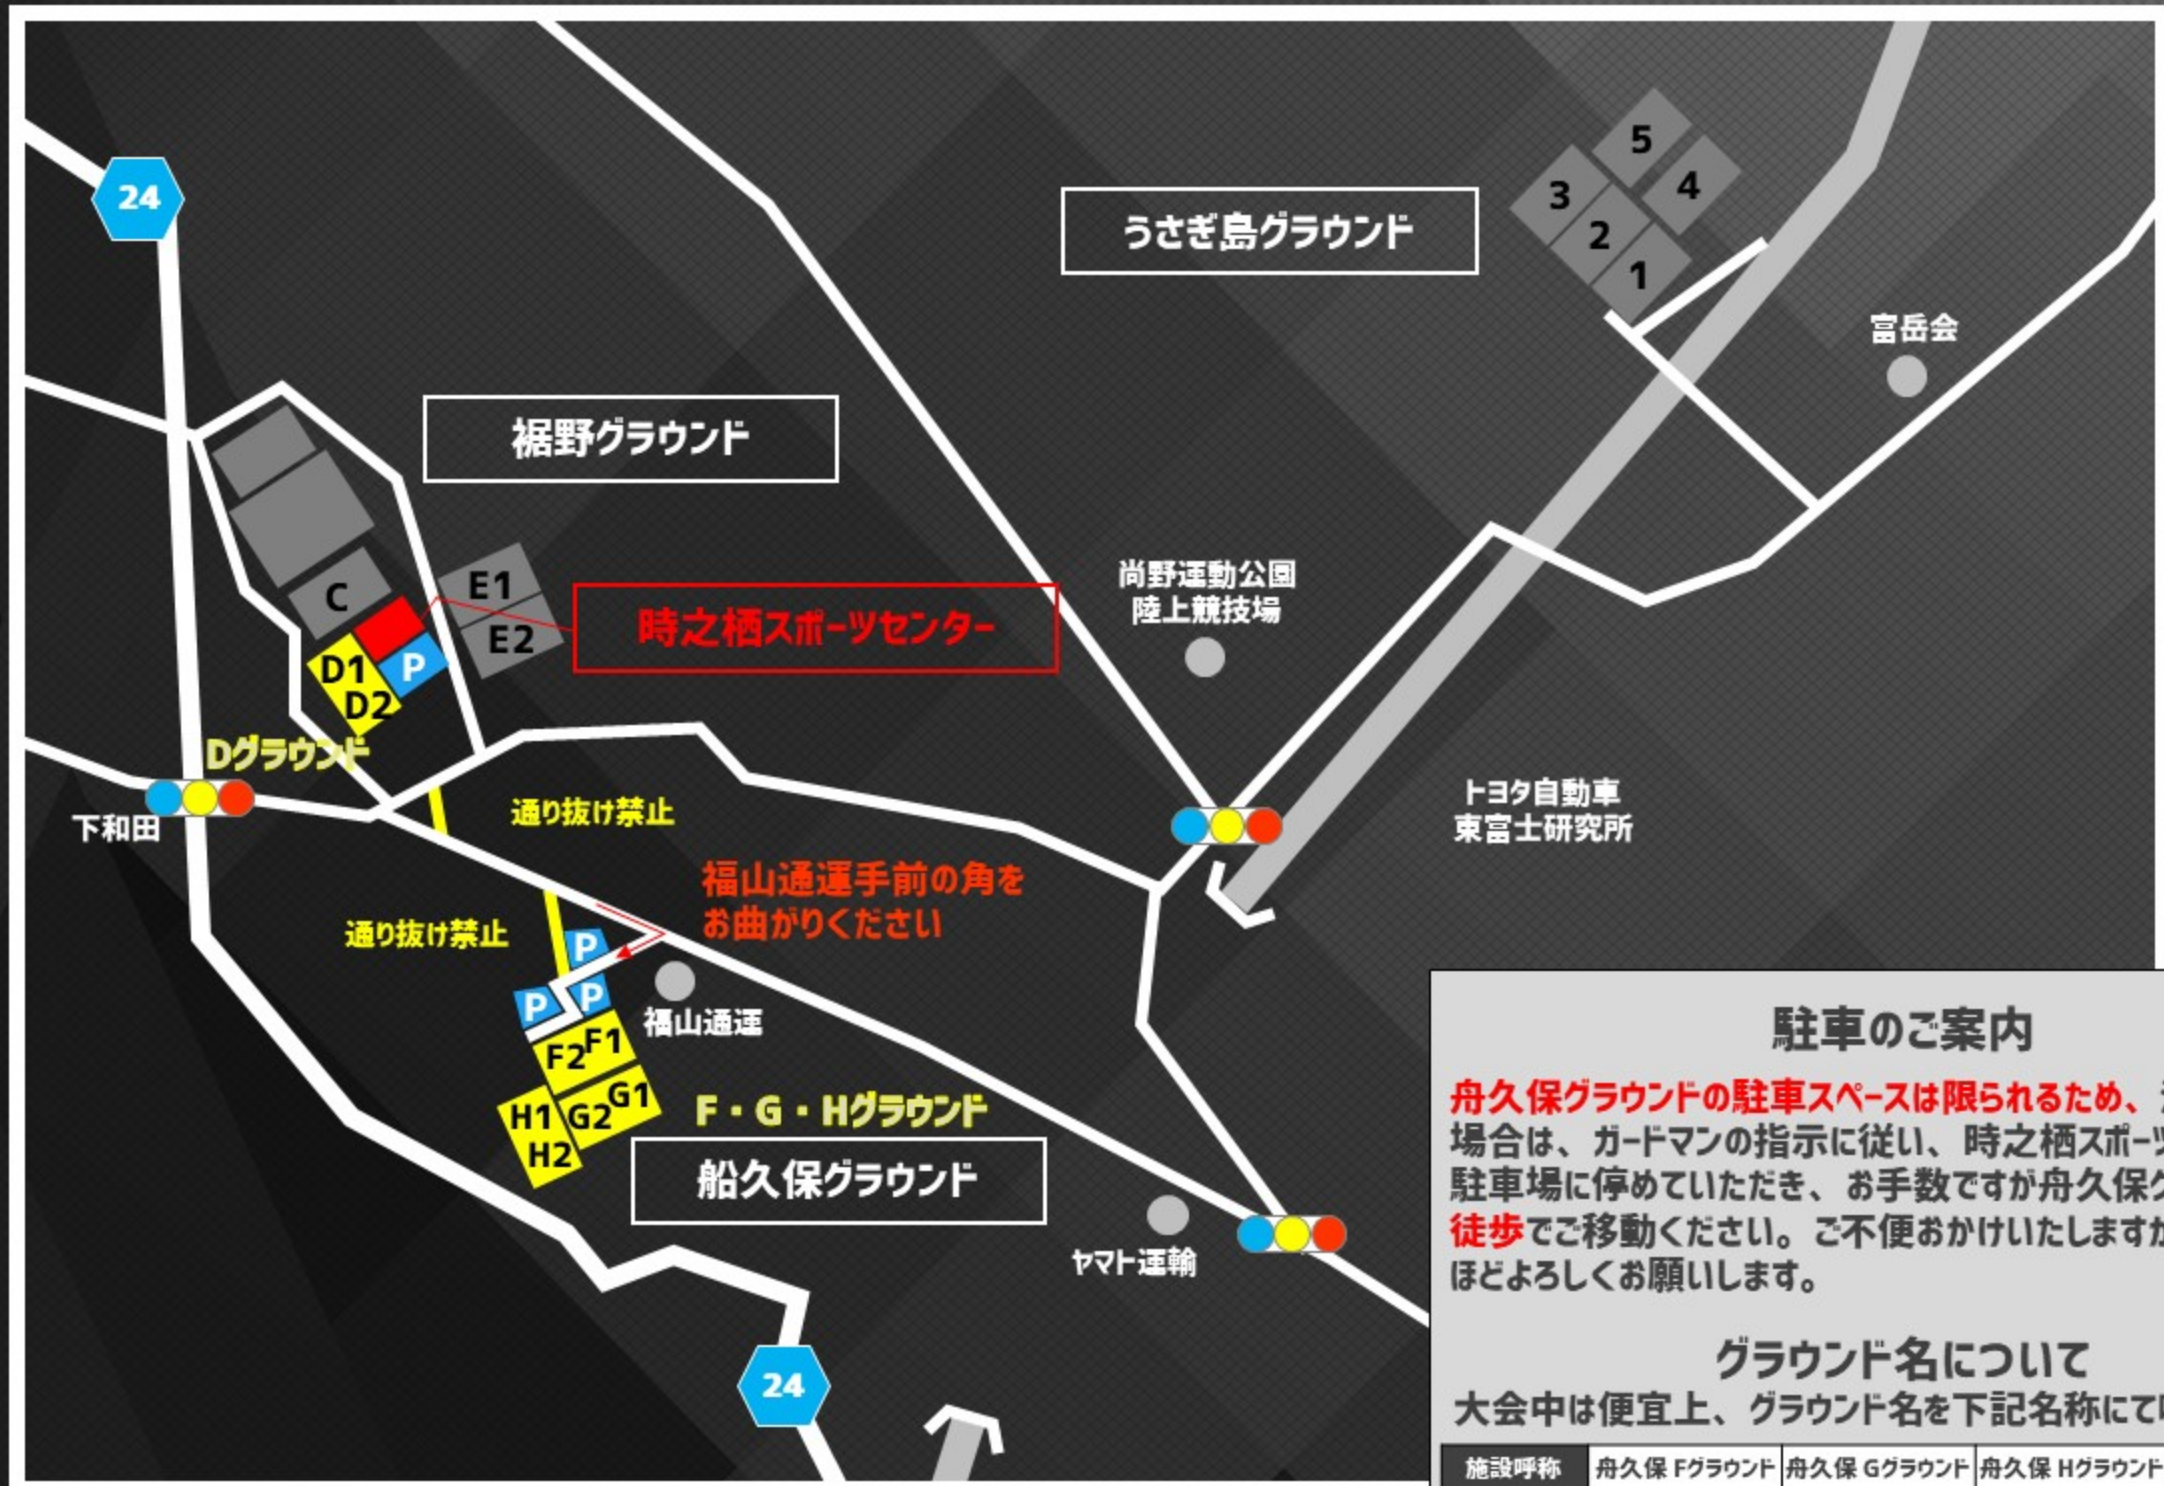 24
うさぎ島グラウンド
5
4
3
2
1
富岳会
裾野グラウンド
尚野運動公園
陸上競技場
C
E1
E2
時之栖スポーツセンター
D1
P
D2
Dグラウンド
下和田
通り抜け禁止
トヨタ自動車
東富士研究所
福山通運手前の角を
お曲がりください
通り抜け禁止
P
P
P
福山通運
F2
F1
H1
G2
G1
H2
F・G・Hグラウンド
船久保グラウンド
ヤマト運輸
24
駐車のご案内
舟久保グラウンドの駐車スペースは限られるため、
場合は、ガードマンの指示に従い、時之栖スポー
駐車場に停めていただき、お手数ですが舟久保
徒歩でご移動ください。ご不便おかけいたしますが
ほどよろしくお願いします。
グラウンド名について
大会中は便宜上、グラウンド名を下記名称にて
施設呼称 舟久保 Fグラウンド 舟久保 Gグラウンド 舟久保 Hグラウンド